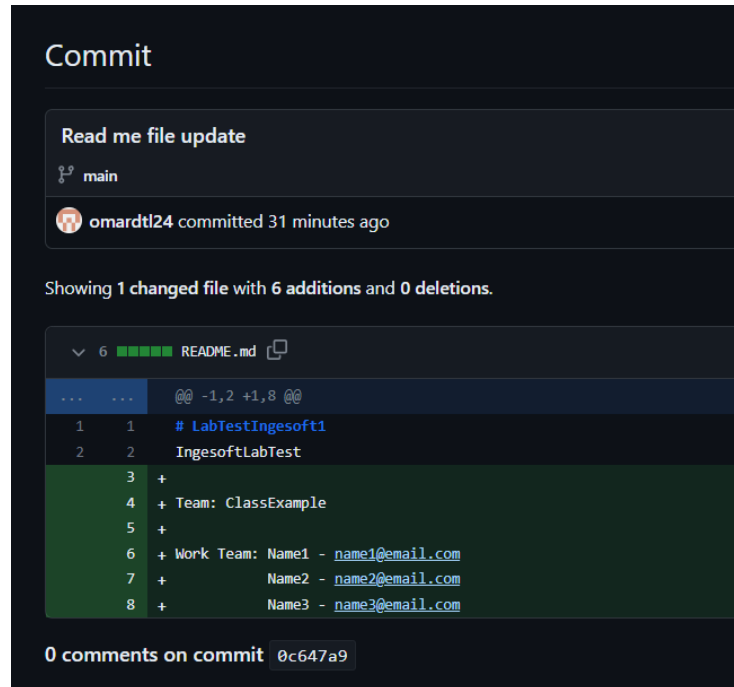 Commit
Read me file update
main
omardtl24 committed 31 minutes ago
Showing 1 changed file with 6 additions and 0 deletions.
6 README.md
... ... @@ -1,2 +1,8 @@
1 1 # LabTestIngesoft1
2 2 IngesoftLabTest
3 +
4 + Team: ClassExample
5 +
6 + Work Team: Name1 - name1@email.com
7 + Name2 - name2@email.com
8 + Name3 - name3@email.com
0 comments on commit 0c647a9